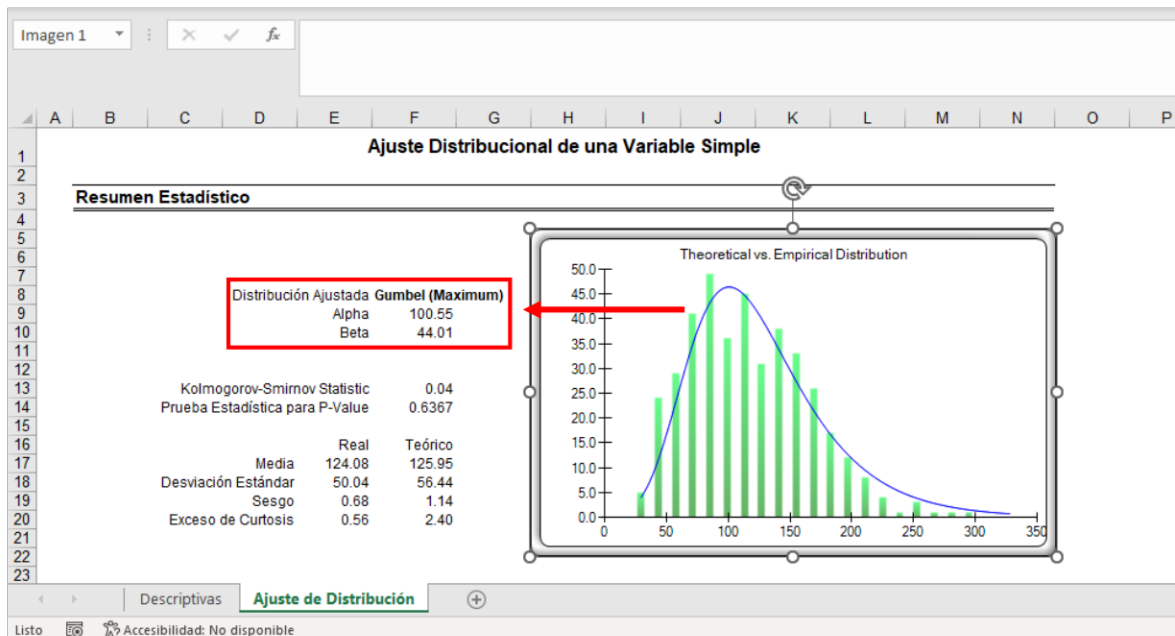 Imagen 1
fx
A B C D E F G H I J K L M N O P
1 Ajuste Distribucional de una Variable Simple
2
3 Resumen Estadístico
4
5
6
7
8 Distribución Ajustada Gumbel (Maximum)
9 Alpha 100.55
10 Beta 44.01
11
12
13 Kolmogorov-Smirnov Statistic 0.04
14 Prueba Estadística para P-Value 0.6367
15
16 Real Teórico
17 Media 124.08 125.95
18 Desviación Estándar 50.04 56.44
19 Sesgo 0.68 1.14
20 Exceso de Curtosis 0.56 2.40
21
22
23
Theoretical vs. Empirical Distribution
50.0
45.0
40.0
35.0
30.0
25.0
20.0
15.0
10.0
5.0
0.0
0 50 100 150 200 250 300 350
Descriptivas Ajuste de Distribución
Listo Accesibilidad: No disponible